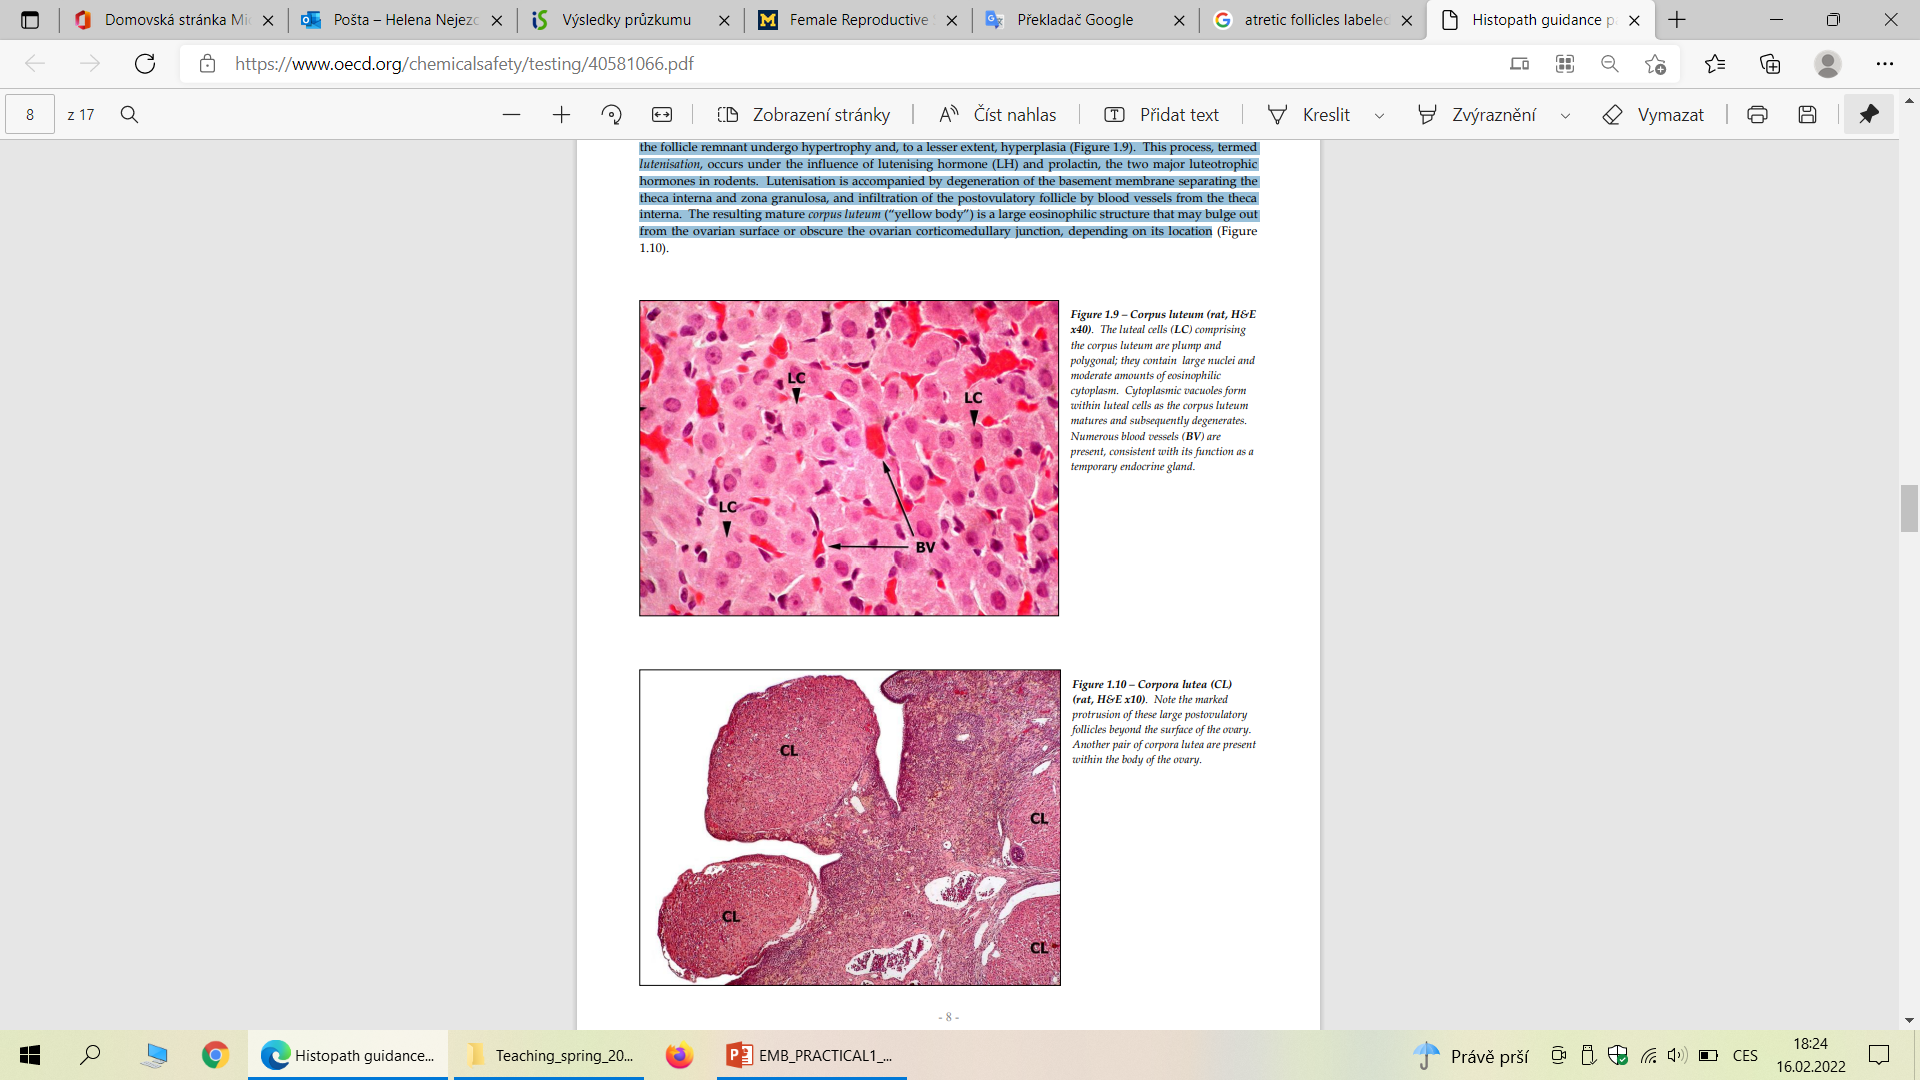 Domovská stránka Mi
Pošta – Helena Nejezc
Výsledky průzkumu
Female Reproductive
Překladač Google
atretic follicles labeled
Histopath guidance p
https://www.oecd.org/chemicalsafety/testing/40581066.pdf
8 z 17
Zobrazení stránky
Číst nahlas
Přidat text
Kreslit
Zvýraznění
Vymazat
the follicle remnant undergo hypertrophy and, to a lesser extent, hyperplasia (Figure 1.9). This process, termed
lutenisation, occurs under the influence of lutenising hormone (LH) and prolactin, the two major luteotrophic
hormones in rodents. Lutenisation is accompanied by degeneration of the basement membrane separating the
theca interna and zona granulosa, and infiltration of the postovulatory follicle by blood vessels from the theca
interna. The resulting mature corpus luteum (“yellow body”) is a large eosinophilic structure that may bulge out
from the ovarian surface or obscure the ovarian corticomedullary junction, depending on its location (Figure
1.10).
LC
LC
LC
BV
Figure 1.9 – Corpus luteum (rat, H&E
x40). The luteal cells (LC) comprising
the corpus luteum are plump and
polygonal; they contain large nuclei and
moderate amounts of eosinophilic
cytoplasm. Cytoplasmic vacuoles form
within luteal cells as the corpus luteum
matures and subsequently degenerates.
Numerous blood vessels (BV) are
present, consistent with its function as a
temporary endocrine gland.
CL
CL
CL
CL
Figure 1.10 – Corpora lutea (CL)
(rat, H&E x10). Note the marked
protrusion of these large postovulatory
follicles beyond the surface of the ovary.
Another pair of corpora lutea are present
within the body of the ovary.
- 8 -
Histopath guidance...
Teaching_spring_20...
EMB_PRACTICAL1_...
Právě prší
CES
18:24
16.02.2022